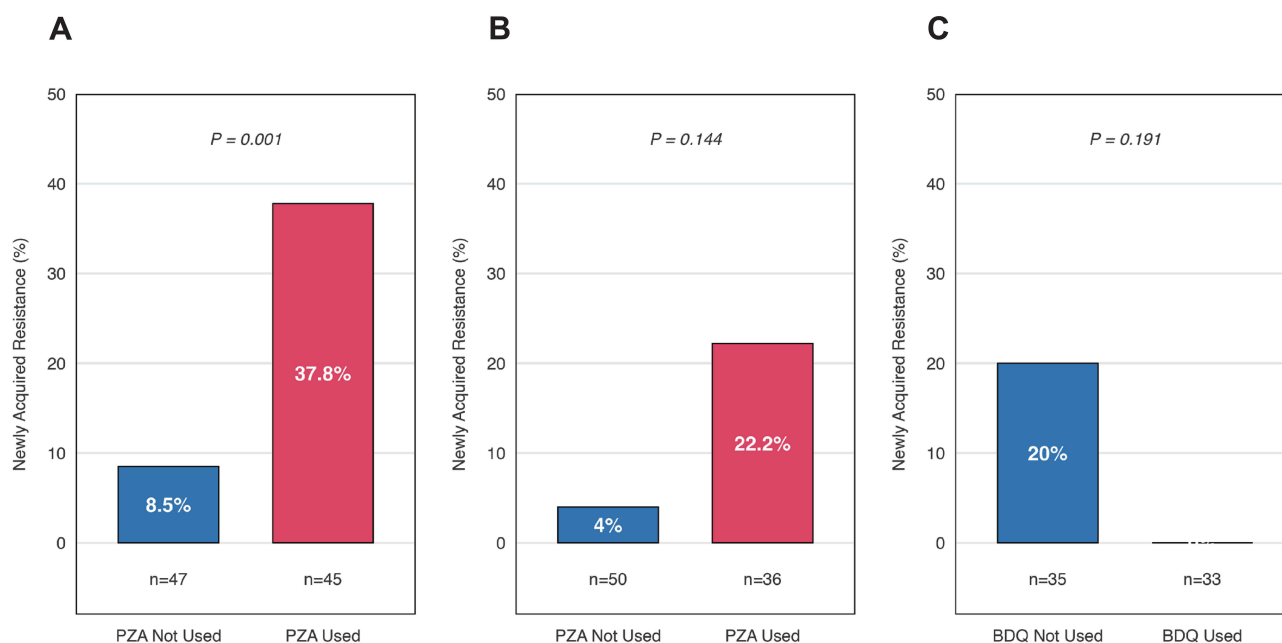 A
Newly Acquired Resistance (%)
50
40
30
20
10
0
P = 0.001
8.5%
37.8%
n=47
n=45
PZA Not Used
PZA Used
B
Newly Acquired Resistance (%)
50
40
30
20
10
0
P = 0.144
4%
22.2%
n=50
n=36
PZA Not Used
PZA Used
C
Newly Acquired Resistance (%)
50
40
30
20
10
0
P = 0.191
20%
n=35
n=33
BDQ Not Used
BDQ Used